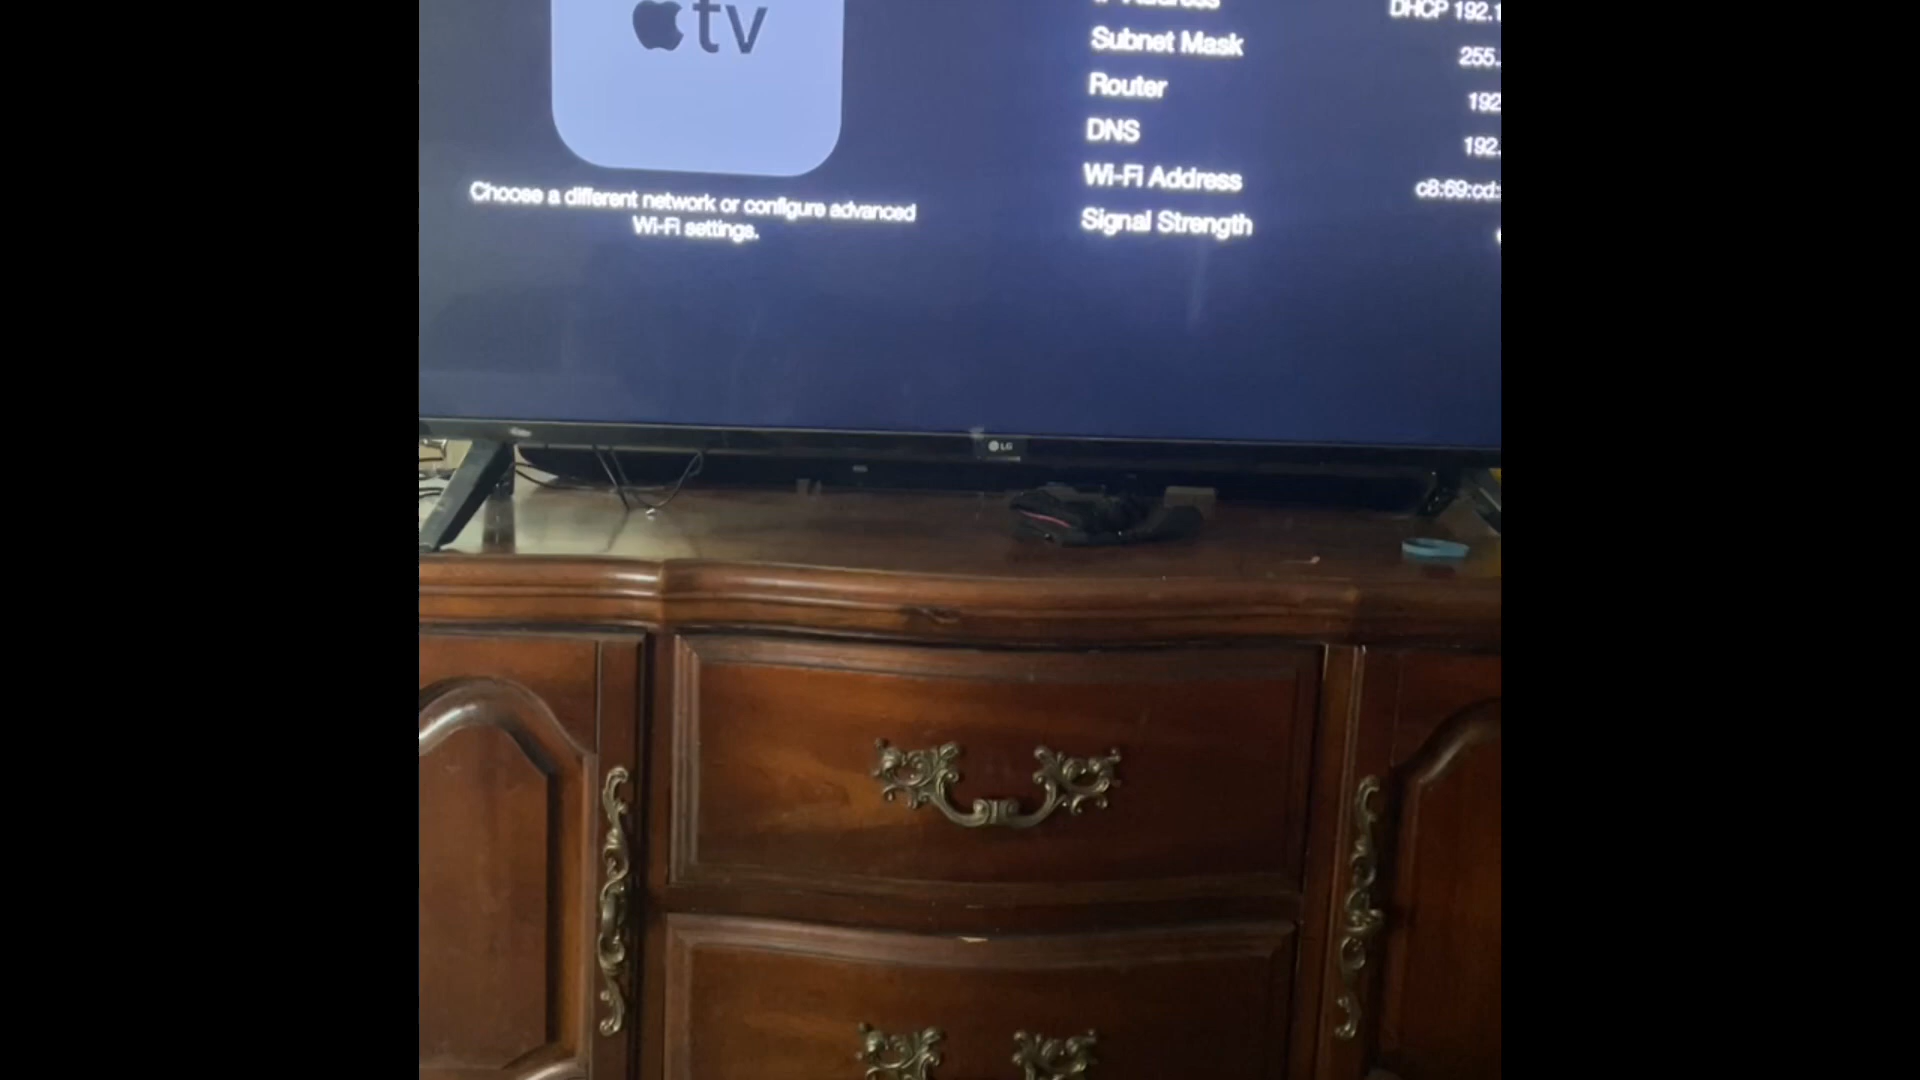 tv
Choose a different network or configure advanced
Wi-Fi settings.
DHCP 192.1
Subnet Mask 255.
Router 192
DNS 192.
Wi-Fi Address c8:69:cd:
Signal Strength
LG